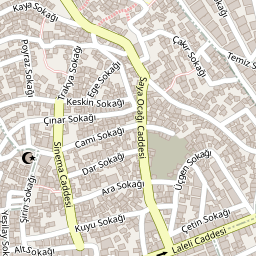 Kaya Sokağı
Poyraz Sokağı
Trakya Sokağı
Ege Sokağı
Çakır Sokağı
Temiz
Saya Ocağı Caddesi
Keskin Sokağı
Çınar Sokağı
Cami Sokağı
Sinema Caddesi
Dar Sokağı
Üçgen Sokağı
Ara Sokağı
Şirin Sokağı
Yeşilay So
Kuyu Sokağı
Çetin Sokağı
Laleli Caddesi
Alt Sokağı